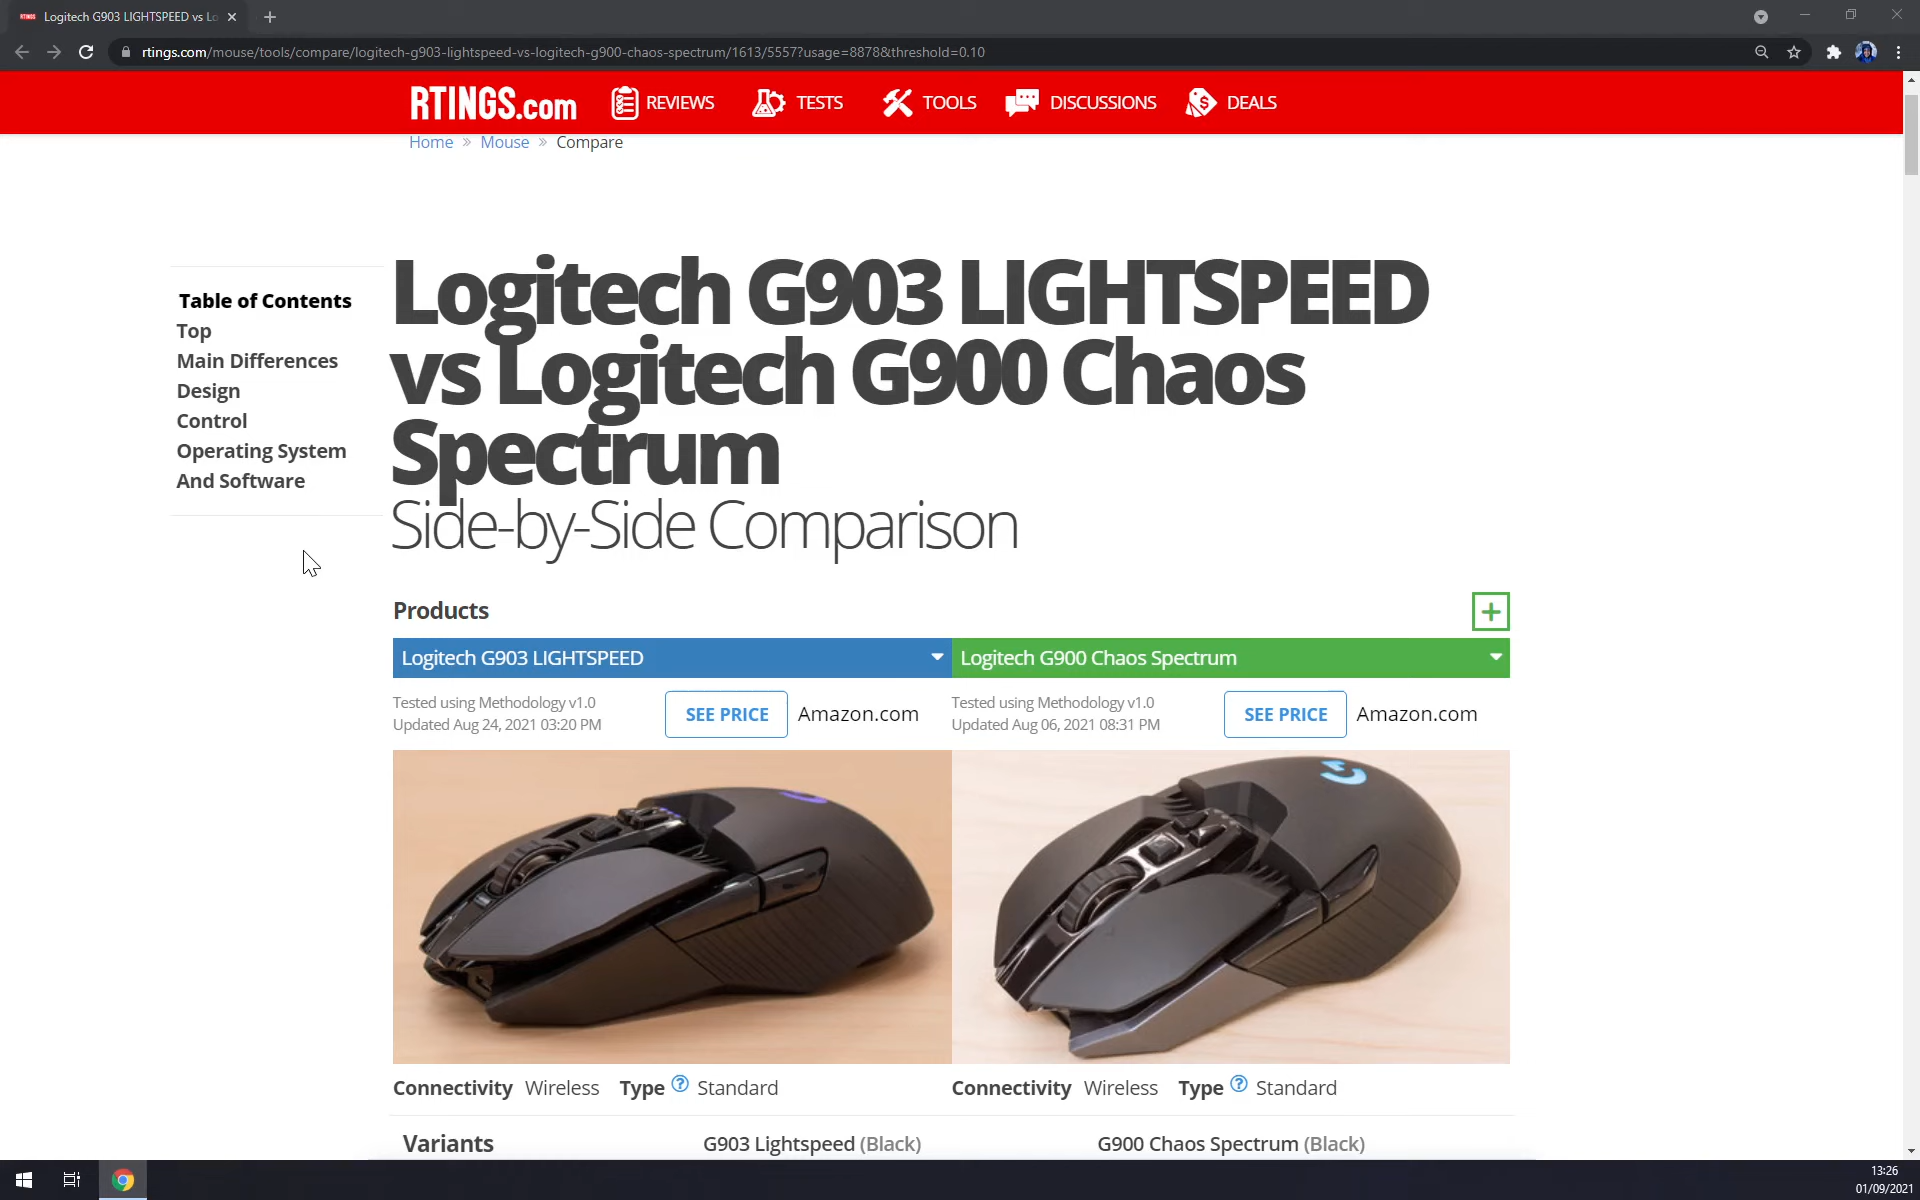 Logitech G903 LIGHTSPEED vs Lo
rtings.com/mouse/tools/compare/logitech-g903-lightspeed-vs-logitech-g900-chaos-spectrum/1613/5557?usage=8878&threshold=0.10
RTINGS.com REVIEWS TESTS TOOLS DISCUSSIONS DEALS
Home » Mouse » Compare
Table of Contents
Top
Main Differences
Design
Control
Operating System
And Software
Logitech G903 LIGHTSPEED
vs Logitech G900 Chaos
Spectrum
Side-by-Side Comparison
Products
Logitech G903 LIGHTSPEED
Logitech G900 Chaos Spectrum
Tested using Methodology v1.0
Updated Aug 24, 2021 03:20 PM
SEE PRICE Amazon.com
Tested using Methodology v1.0
Updated Aug 06, 2021 08:31 PM
SEE PRICE Amazon.com
Connectivity Wireless Type ? Standard
Connectivity Wireless Type ? Standard
Variants G903 Lightspeed (Black) G900 Chaos Spectrum (Black)
13:26
01/09/2021